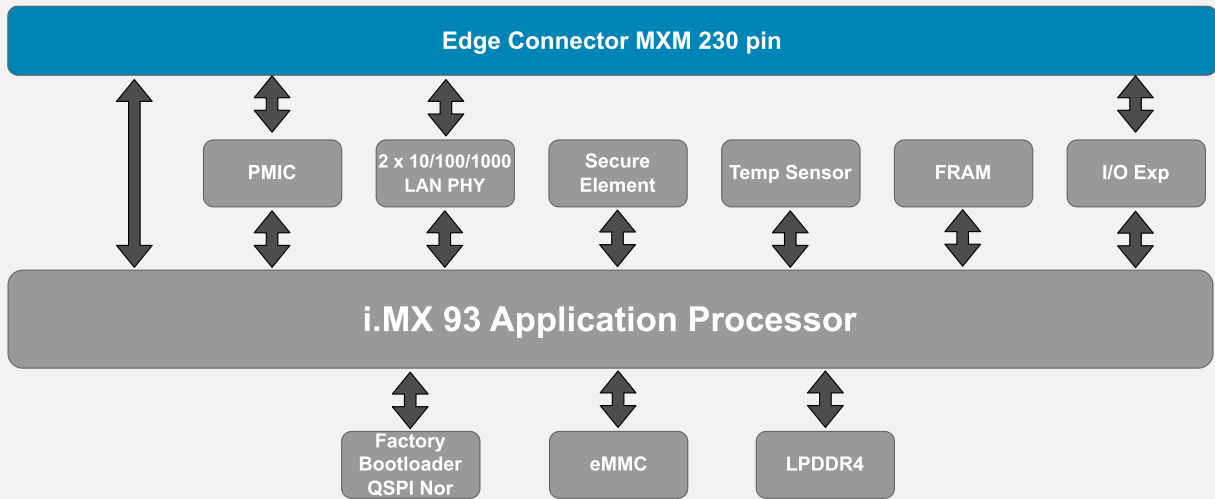 Edge Connector MXM 230 pin
PMIC
2 x 10/100/1000
LAN PHY
Secure
Element
Temp Sensor
FRAM
I/O Exp
i.MX 93 Application Processor
Factory
Bootloader
QSPI Nor
eMMC
LPDDR4